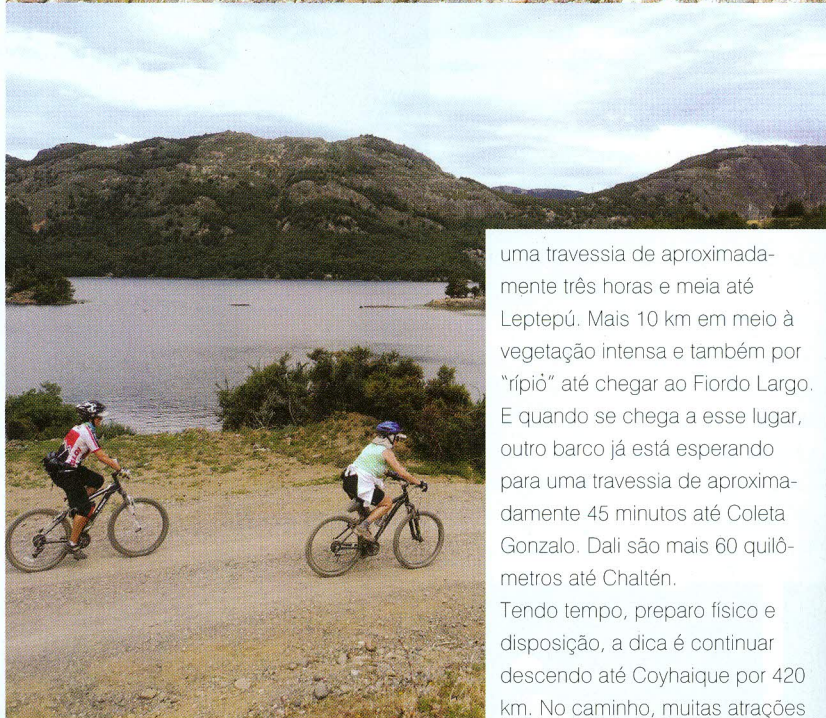 uma travessia de aproximada-
mente três horas e meia até
Leptepú. Mais 10 km em meio à
vegetação intensa e também por
"rípio" até chegar ao Fiordo Largo.
E quando se chega a esse lugar,
outro barco já está esperando
para uma travessia de aproxima-
damente 45 minutos até Coleta
Gonzalo. Dali são mais 60 quilô-
metros até Chaltén.
Tendo tempo, preparo físico e
disposição, a dica é continuar
descendo até Coyhaique por 420
km. No caminho, muitas atrações